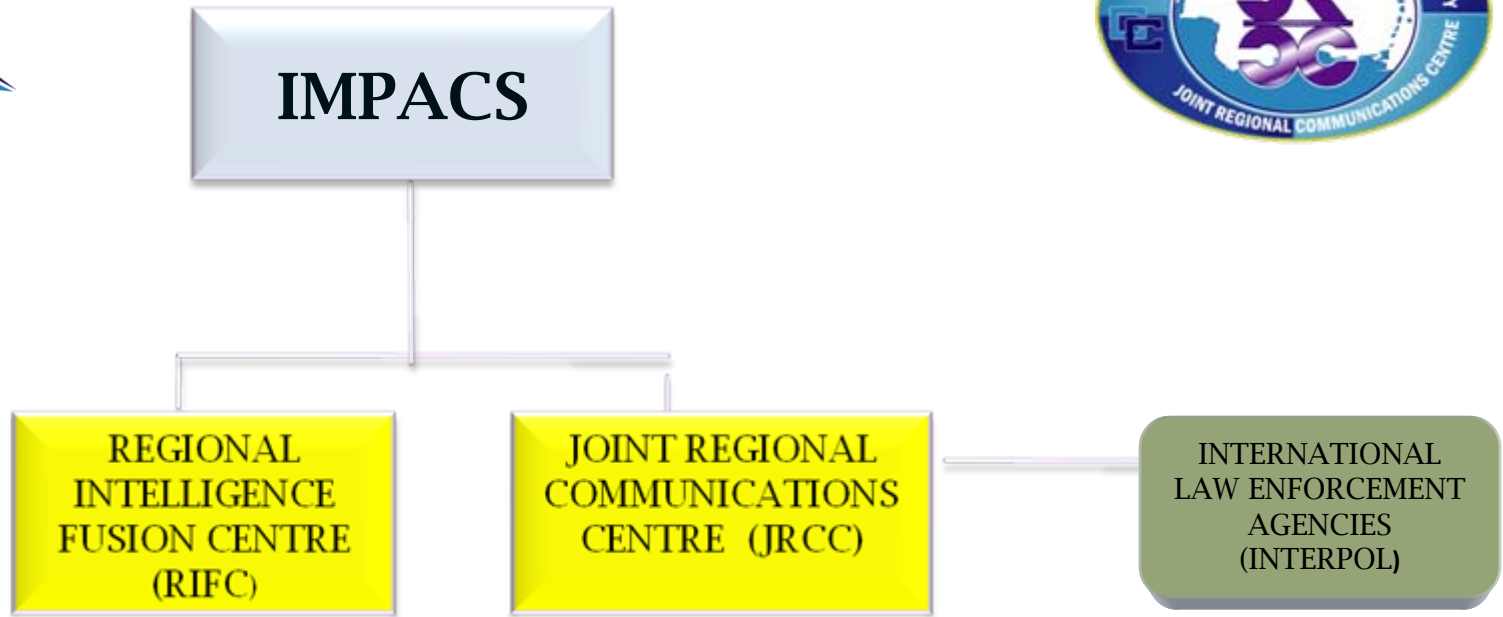 IMPACS
JOINT REGIONAL COMMUNICATIONS CENTRE
REGIONAL
INTELLIGENCE
FUSION CENTRE
(RIFC)
JOINT REGIONAL
COMMUNICATIONS
CENTRE (JRCC)
INTERNATIONAL
LAW ENFORCEMENT
AGENCIES
(INTERPOL)